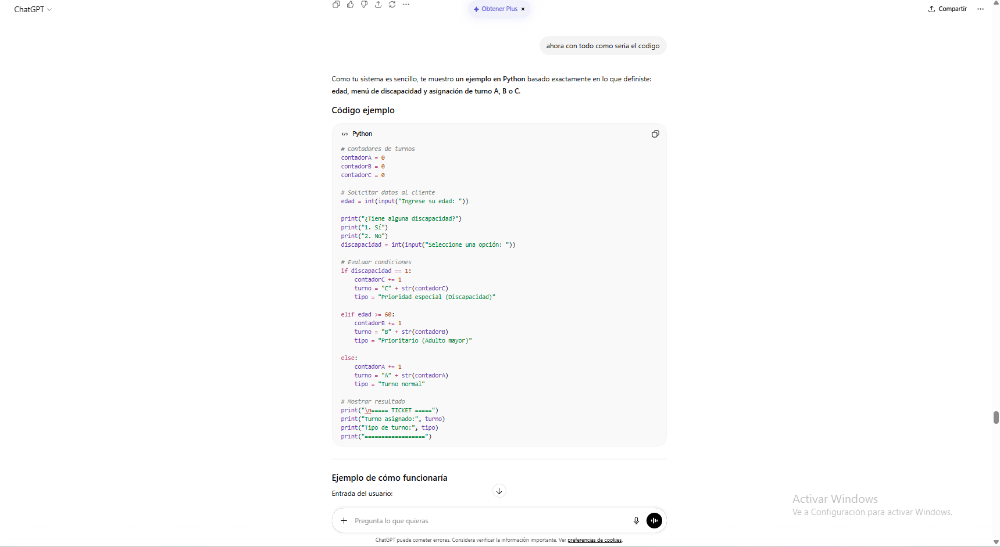 ChatGPT
Obtener Plus ×
Compartir
ahora con todo como seria el codigo
Como tu sistema es sencillo, te muestro un ejemplo en Python basado exactamente en lo que definiste:
edad, menú de discapacidad y asignación de turno A, B o C.
Código ejemplo
Python
# Contadores de turnos
contadorA = 0
contadorB = 0
contadorC = 0
# Solicitar datos al cliente
edad = int(input("Ingrese su edad: "))
print("¿Tiene alguna discapacidad?")
print("1. Sí")
print("2. No")
discapacidad = int(input("Seleccione una opción: "))
# Evaluar condiciones
if discapacidad == 1:
    contadorC += 1
    turno = "C" + str(contadorC)
    tipo = "Prioridad especial (Discapacidad)"
elif edad >= 60:
    contadorB += 1
    turno = "B" + str(contadorB)
    tipo = "Prioritario (Adulto mayor)"
else:
    contadorA += 1
    turno = "A" + str(contadorA)
    tipo = "Turno normal"
# Mostrar resultado
print("\n===== TICKET =====")
print("Turno asignado:", turno)
print("Tipo de turno:", tipo)
print("==================")
Ejemplo de cómo funcionaría
Entrada del usuario:
Pregunta lo que quieras
ChatGPT puede cometer errores. Considera verificar la información importante. Ver preferencias de cookies.
Activar Windows
Ve a Configuración para activar Windows.